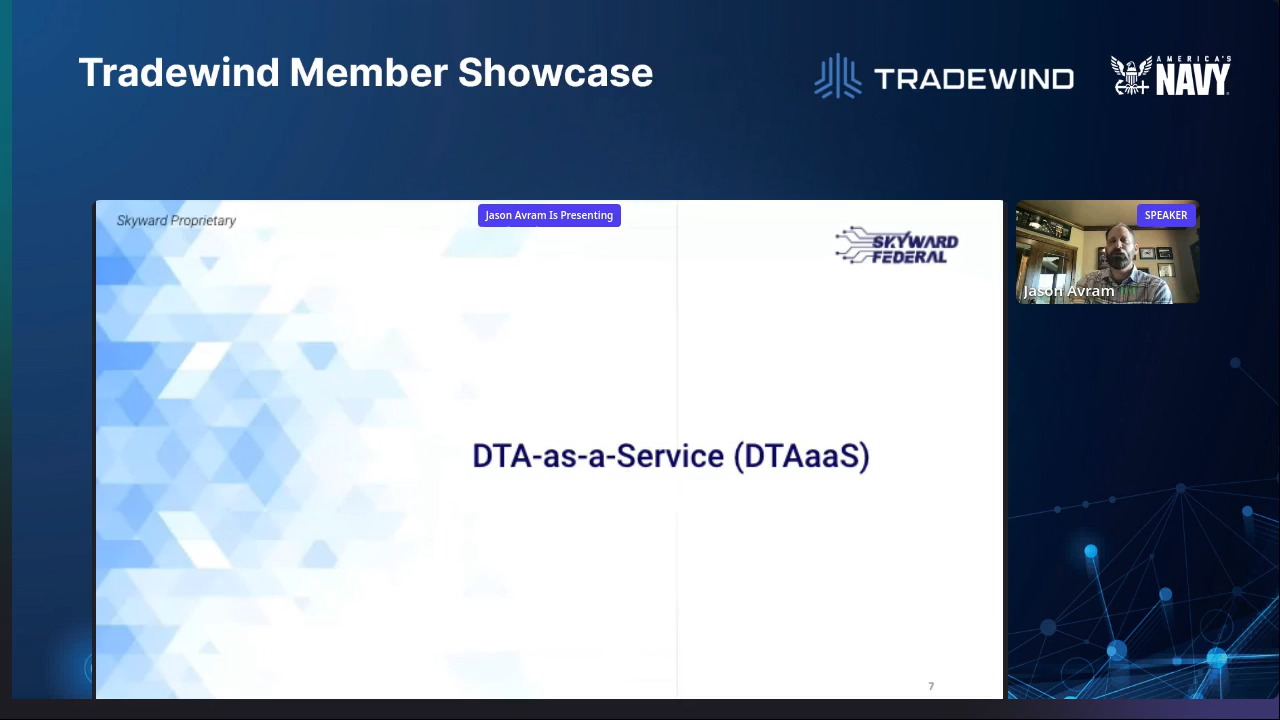 Tradewind Member Showcase
TRADEWIND
AMERICA'S
NAVY
Skyward Proprietary
Jason Avram Is Presenting
SKYWARD
FEDERAL
SPEAKER
Jason Avram
DTA-as-a-Service (DTAaaS)
7